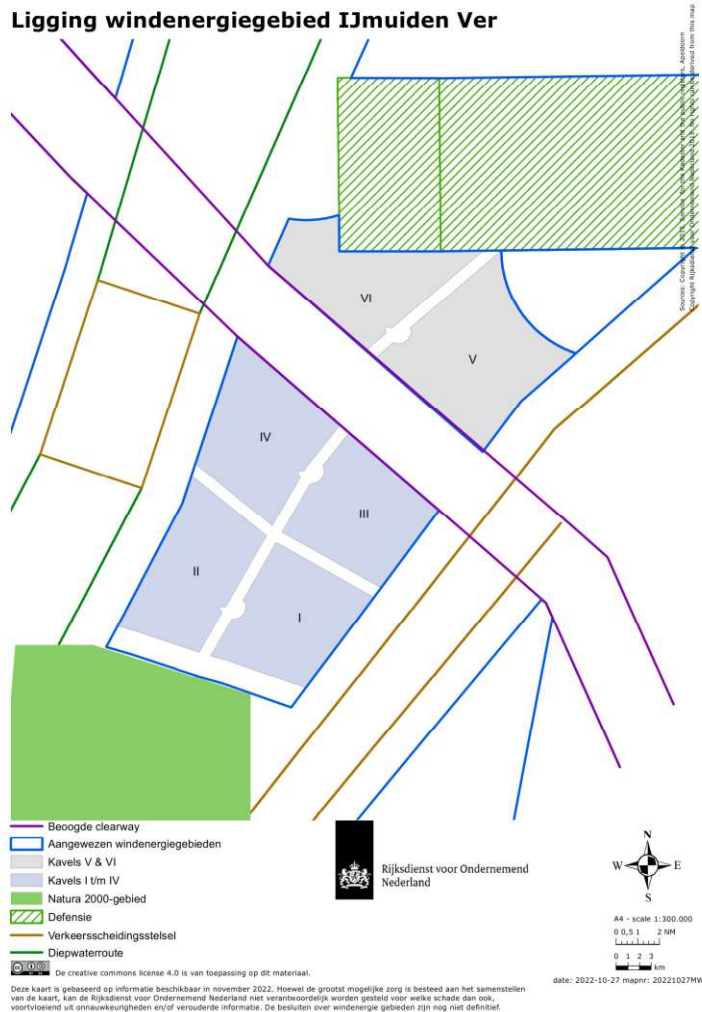 Ligging windenergiegebied IJmuiden Ver
VI
V
IV
III
II
I
Beoogde clearway
Aangewezen windenergiegebieden
Kavels V & VI
Kavels I t/m IV
Natura 2000-gebied
Defensie
Verkeersscheidingsstelsel
Diepwaterroute
De creative commons license 4.0 is van toepassing op dit materiaal.
Deze kaart is gebaseerd op informatie beschikbaar in november 2022. Hoewel de grootst mogelijke zorg is besteed aan het samenstellen
van de kaart, kan de Rijksdienst voor Ondernemend Nederland niet verantwoordelijk worden gesteld voor welke schade dan ook,
voortvloeiend uit onnauwkeurigheden en/of verouderde informatie. De besluiten over windenergie gebieden zijn nog niet definitief.
Rijksdienst voor Ondernemend
Nederland
N
W E
S
A4 - scale 1:300.000
0 0,5 1 2 NM
0 1 2 3
km
date: 2022-10-27 mapnr: 20221027MW